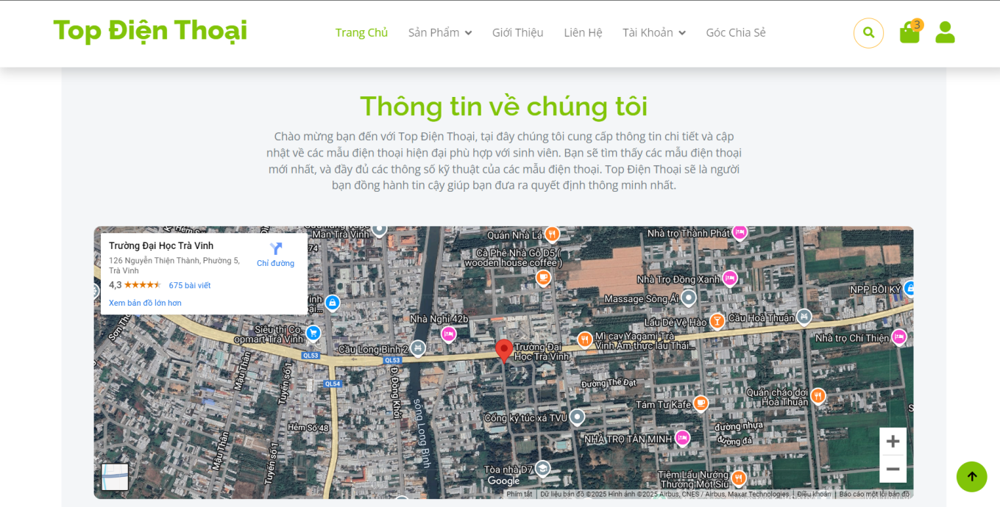 Top Điện Thoại
Trang Chủ
Sản Phẩm
Giới Thiệu
Liên Hệ
Tài Khoản
Góc Chia Sẻ
3
Thông tin về chúng tôi
Chào mừng bạn đến với Top Điện Thoại, tại đây chúng tôi cung cấp thông tin chi tiết và cập
nhật về các mẫu điện thoại hiện đại phù hợp với sinh viên. Bạn sẽ tìm thấy các mẫu điện thoại
mới nhất, và đầy đủ các thông số kỹ thuật của các mẫu điện thoại. Top Điện Thoại sẽ là người
bạn đồng hành tin cậy giúp bạn đưa ra quyết định thông minh nhất.
Trường Đại Học Trà Vinh
Chỉ đường
126 Nguyễn Thiện Thành, Phường 5,
Trà Vinh
4,3
675 bài viết
Xem bản đồ lớn hơn
Man Trà Vinh
Quán Nhà Lá
Nhà trọ Thành Phát
Cà Phê Nhà Gỗ D5 (
wooden house coffee )
Nhà Trọ Đồng Xanh
NPP BÔI KÝ
Massage Sông Ái
Nhà Nghỉ 42b
Lẩu Dê Vệ Hào
Cầu Hoà Thuận
Siêu thị Co..
opmart Trà Vinh
Cầu Long Bình 2
Trường Đại
Học Trà Vinh
Mì cay Yagami Trà
Vinh Ẩm thực lẩu Thái...
Nhà trọ Chí Thiện
QL53
QL53
QL54
Mậu Thân
Tuyến số 1
Đ. Đồng Khởi
Đường Thế Đạt
Quán cháo dơi
Hoà Thuận
Tám Tư Kafe
Cổng ký túc xá TVU
sông Long Bình
Hẻm Số 48
đường nhựa
đường đá
NHÀ TRỌ TÂN MINH
Mậu Thân
Tuyến số 1
Tòa nhà D7
Google
Tiệm Lẩu Nướng
Thương Một Síu
Phím tắt
Dữ liệu bản đồ ©2025 Hình ảnh ©2025 Airbus, CNES / Airbus, Maxar Technologies
Điều khoản
Báo cáo một lỗi bản đồ